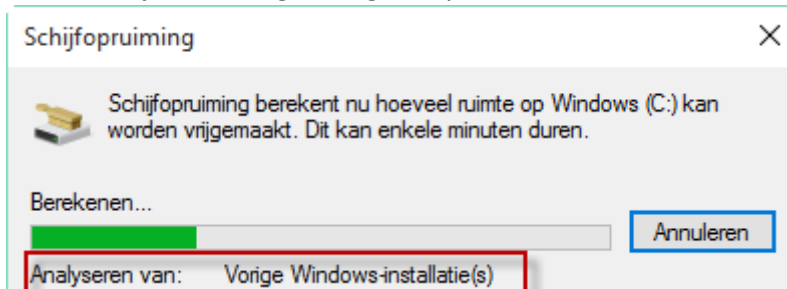 Schijfopruiming
Schijfopruiming berekent nu hoeveel ruimte op Windows (C:) kan
worden vrijgemaakt. Dit kan enkele minuten duren.
Berekenen...
Annuleren
Analyseren van: Vorige Windows-installatie(s)